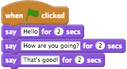 when clicked
say Hello for 2 secs
say How are you going? for 2 secs
say That's good! for 2 secs